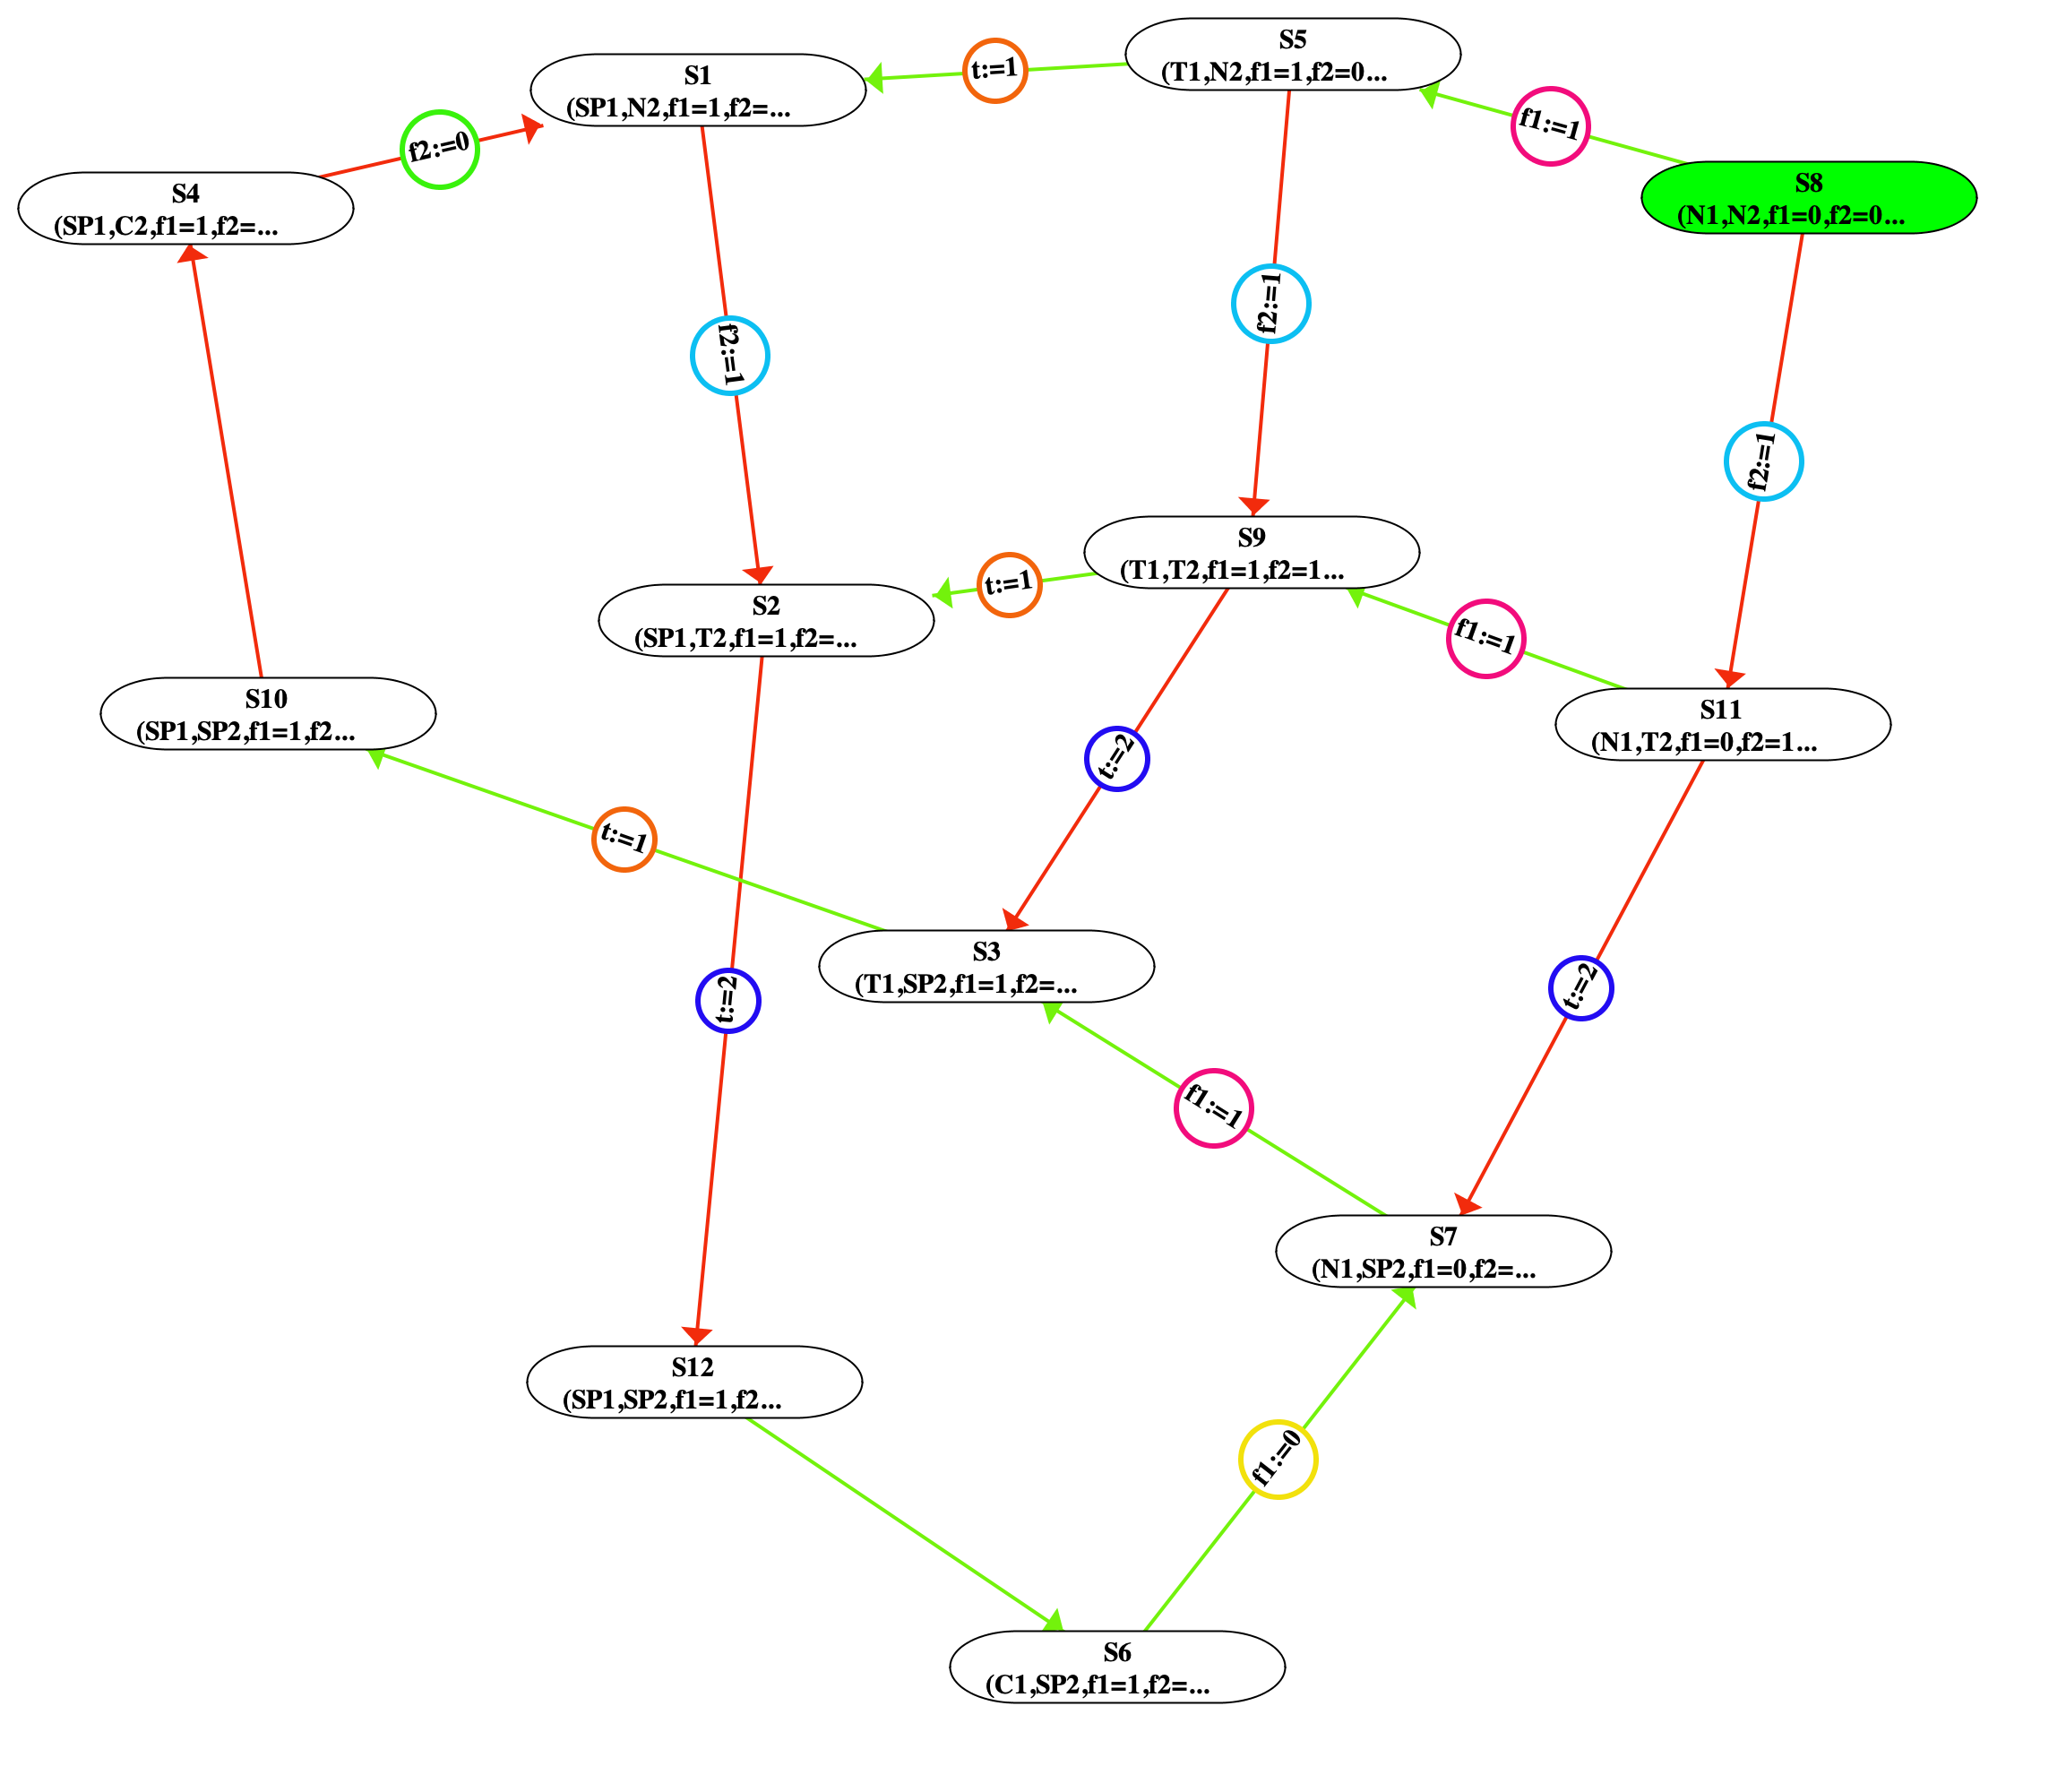 S5
(T1,N2,f1=1,f2=0...
t:=1
S1
(SP1,N2,f1=1,f2=...
f1:=1
f2:=0
S8
(N1,N2,f1=0,f2=0...
S4
(SP1,C2,f1=1,f2=...
f2:=1
f2:=1
f2:=1
S9
(T1,T2,f1=1,f2=1...
t:=1
S2
(SP1,T2,f1=1,f2=...
f1:=1
S10
(SP1,SP2,f1=1,f2...
S11
(N1,T2,f1=0,f2=1...
t:=2
t:=1
S3
(T1,SP2,f1=1,f2=...
t:=2
t:=2
f1:=1
S7
(N1,SP2,f1=0,f2=...
S12
(SP1,SP2,f1=1,f2...
f1:=0
S6
(C1,SP2,f1=1,f2=...